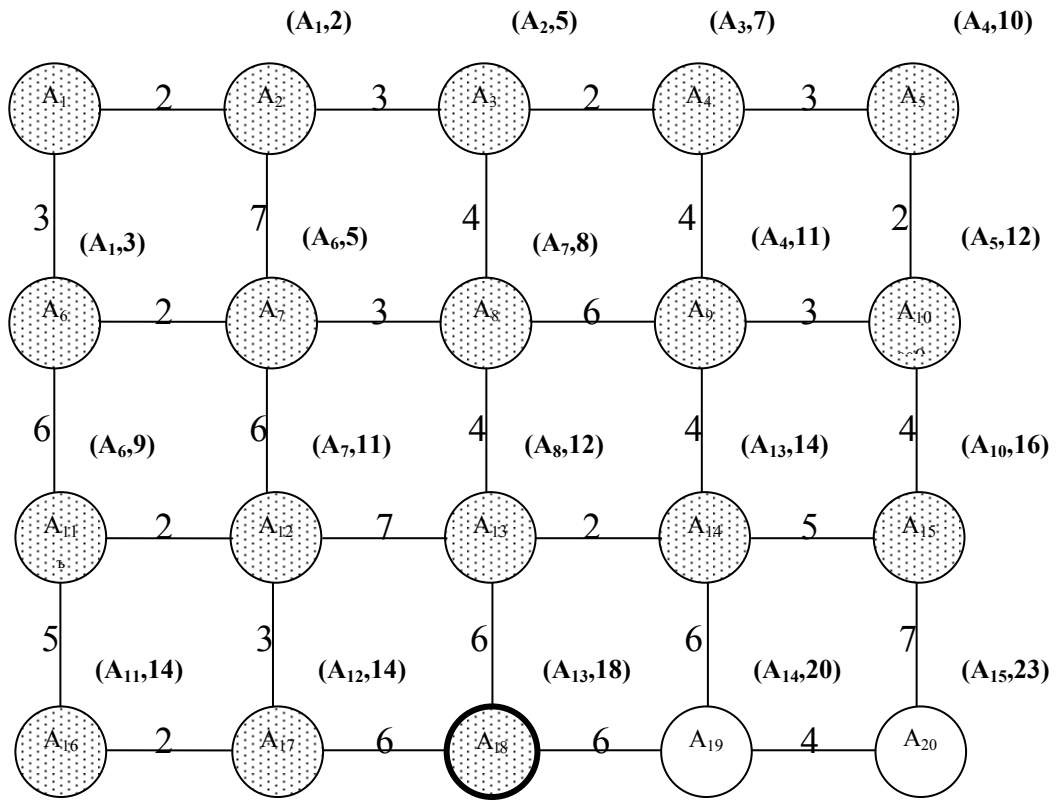 (A₁,2) (A₂,5) (A₃,7) (A₄,10)
A₁ 2 A₂ 3 A₃ 2 A₄ 3 A₅
3 7 4 4 2
(A₁,3) (A₆,5) (A₇,8) (A₄,11) (A₅,12)
A₆ 2 A₇ 3 A₈ 6 A₉ 3 A₁₀
6 6 4 4 4
(A₆,9) (A₇,11) (A₈,12) (A₁₃,14) (A₁₀,16)
A₁₁ 2 A₁₂ 7 A₁₃ 2 A₁₄ 5 A₁₅
ъ
5 3 6 6 7
(A₁₁,14) (A₁₂,14) (A₁₃,18) (A₁₄,20) (A₁₅,23)
A₁₆ 2 A₁₇ 6 A₁₈ 6 A₁₉ 4 A₂₀